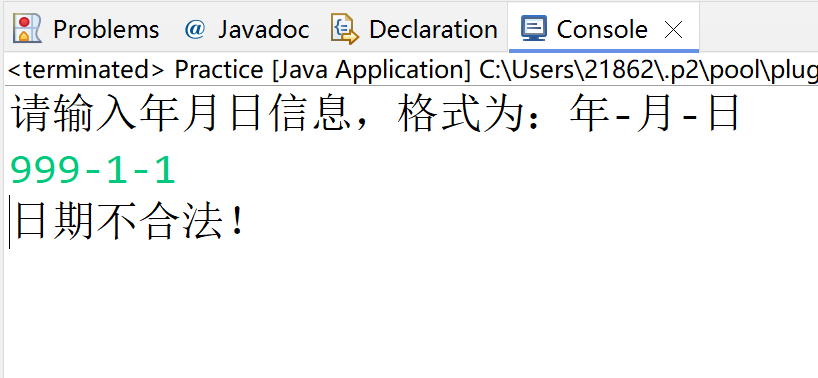 Problems @ Javadoc Declaration Console
<terminated> Practice [Java Application] C:\Users\21862\.p2\pool\plug
请输入年月日信息，格式为：年-月-日
999-1-1
日期不合法！